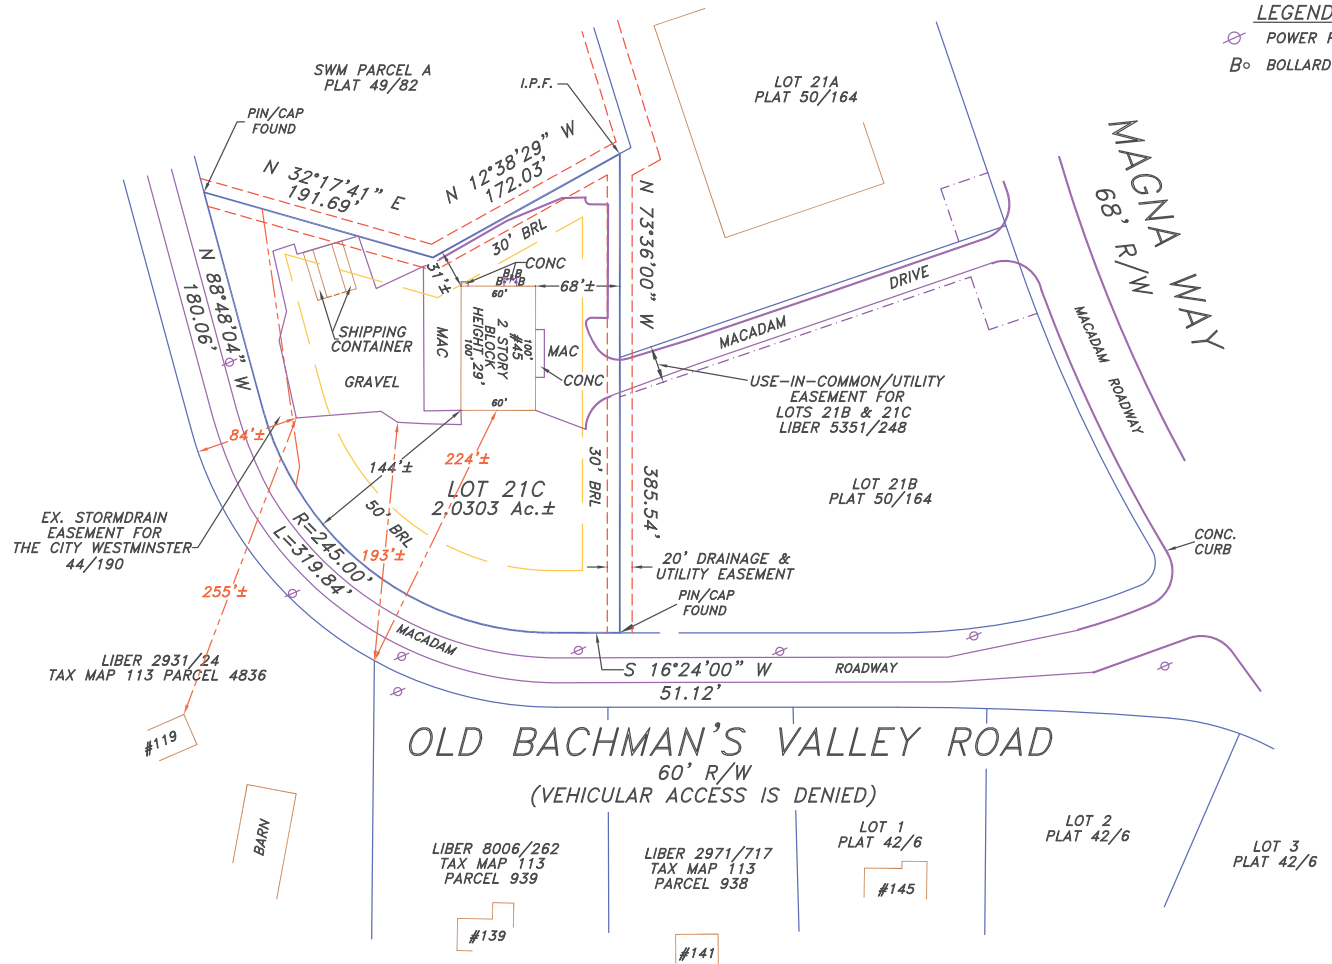 LEGEND
POWER P
B○ BOLLARD
SWM PARCEL A
PLAT 49/82
I.P.F.
LOT 21A
PLAT 50/164
PIN/CAP
FOUND
N 32°17'41" E
191.69'
N 12°38'29" W
172.03'
MAGNA WAY
68' R/W
N 73°36'00" W
385.54'
30' BRL
31'±
CONC
B B
B B
60'
68'±
N 88°48'04" W
180.06'
SHIPPING
CONTAINER
GRAVEL
MAC
#45
2 STORY
BLOCK
HEIGHT 29'
100'
100'
60'
MAC
CONC
MACADAM
DRIVE
MACADAM ROADWAY
USE-IN-COMMON/UTILITY
EASEMENT FOR
LOTS 21B & 21C
LIBER 5351/248
84'±
144'±
224'±
LOT 21C
2.0303 Ac.±
30' BRL
50' BRL
193'±
255'±
LOT 21B
PLAT 50/164
EX. STORMDRAIN
EASEMENT FOR
THE CITY WESTMINSTER
44/190
R=245.00'
L=319.84'
20' DRAINAGE &
UTILITY EASEMENT
CONC.
CURB
PIN/CAP
FOUND
MACADAM
ROADWAY
S 16°24'00" W
51.12'
LIBER 2931/24
TAX MAP 113 PARCEL 4836
#119
BARN
OLD BACHMAN'S VALLEY ROAD
60' R/W
(VEHICULAR ACCESS IS DENIED)
LIBER 8006/262
TAX MAP 113
PARCEL 939
#139
LIBER 2971/717
TAX MAP 113
PARCEL 938
#141
LOT 1
PLAT 42/6
#145
LOT 2
PLAT 42/6
LOT 3
PLAT 42/6